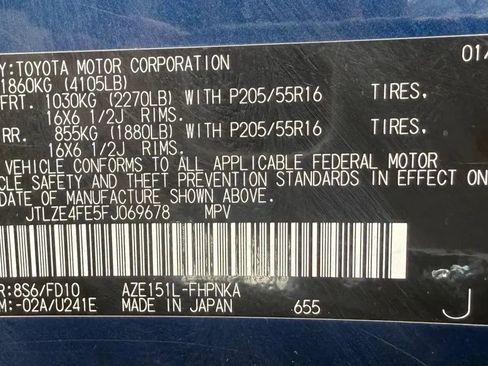 Y:TOYOTA MOTOR CORPORATION 01/
1860KG (4105LB)
FRT. 1030KG (2270LB) WITH P205/55R16 TIRES,
16X6 1/2J RIMS.
RR. 855KG (1880LB) WITH P205/55R16 TIRES,
16X6 1/2J RIMS.
VEHICLE CONFORMS TO ALL APPLICABLE FEDERAL MOTOR
ICLE SAFETY AND THEFT PREVENTION STANDARDS IN EFFECT ON
DATE OF MANUFACTURE SHOWN ABOVE.
JTLZE4FE5FJ069678 MPV
R:8S6/FD10 AZE151L-FHPNKA
M:-02A/U241E MADE IN JAPAN 655 J